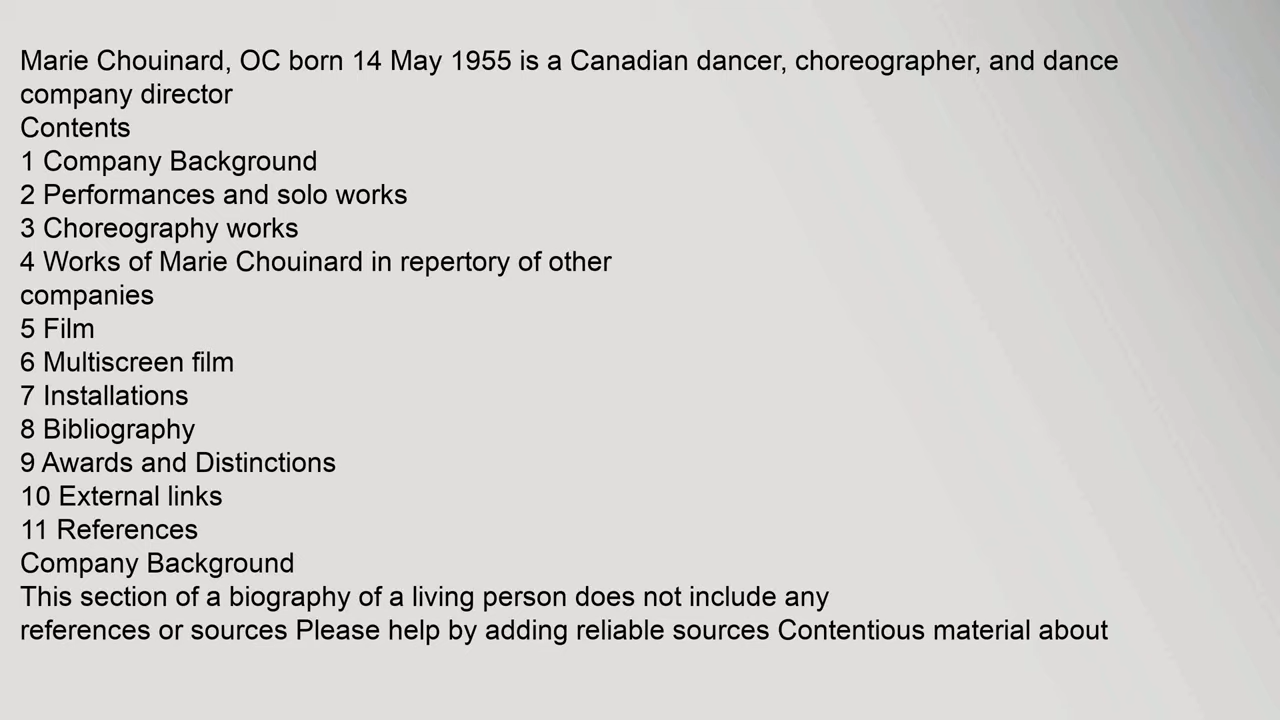 Marie Chouinard, OC born 14 May 1955 is a Canadian dancer, choreographer, and dance
company director
Contents
1 Company Background
2 Performances and solo works
3 Choreography works
4 Works of Marie Chouinard in repertory of other
companies
5 Film
6 Multiscreen film
7 Installations
8 Bibliography
9 Awards and Distinctions
10 External links
11 References
Company Background
This section of a biography of a living person does not include any
references or sources Please help by adding reliable sources Contentious material about